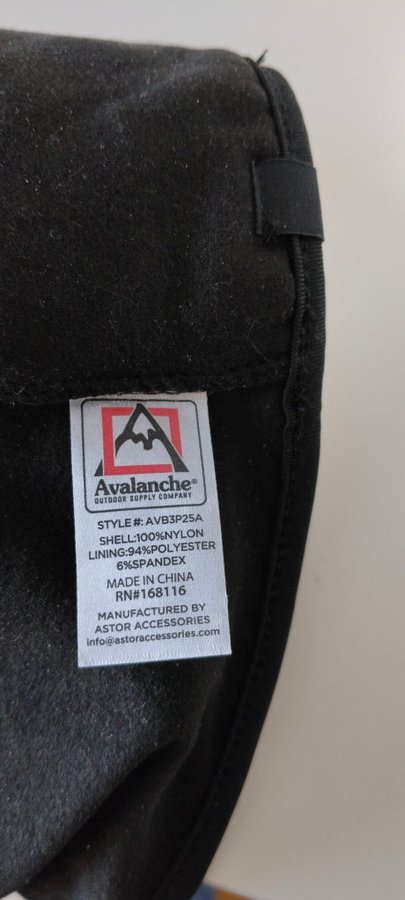 Avalanche®
OUTDOOR SUPPLY COMPANY
STYLE#: AVB3P25A
SHELL:100%NYLON
LINING:94%POLYESTER
6%SPANDEX
MADE IN CHINA
RN#168116
MANUFACTURED BY
ASTOR ACCESSORIES
info@astoraccessories.com